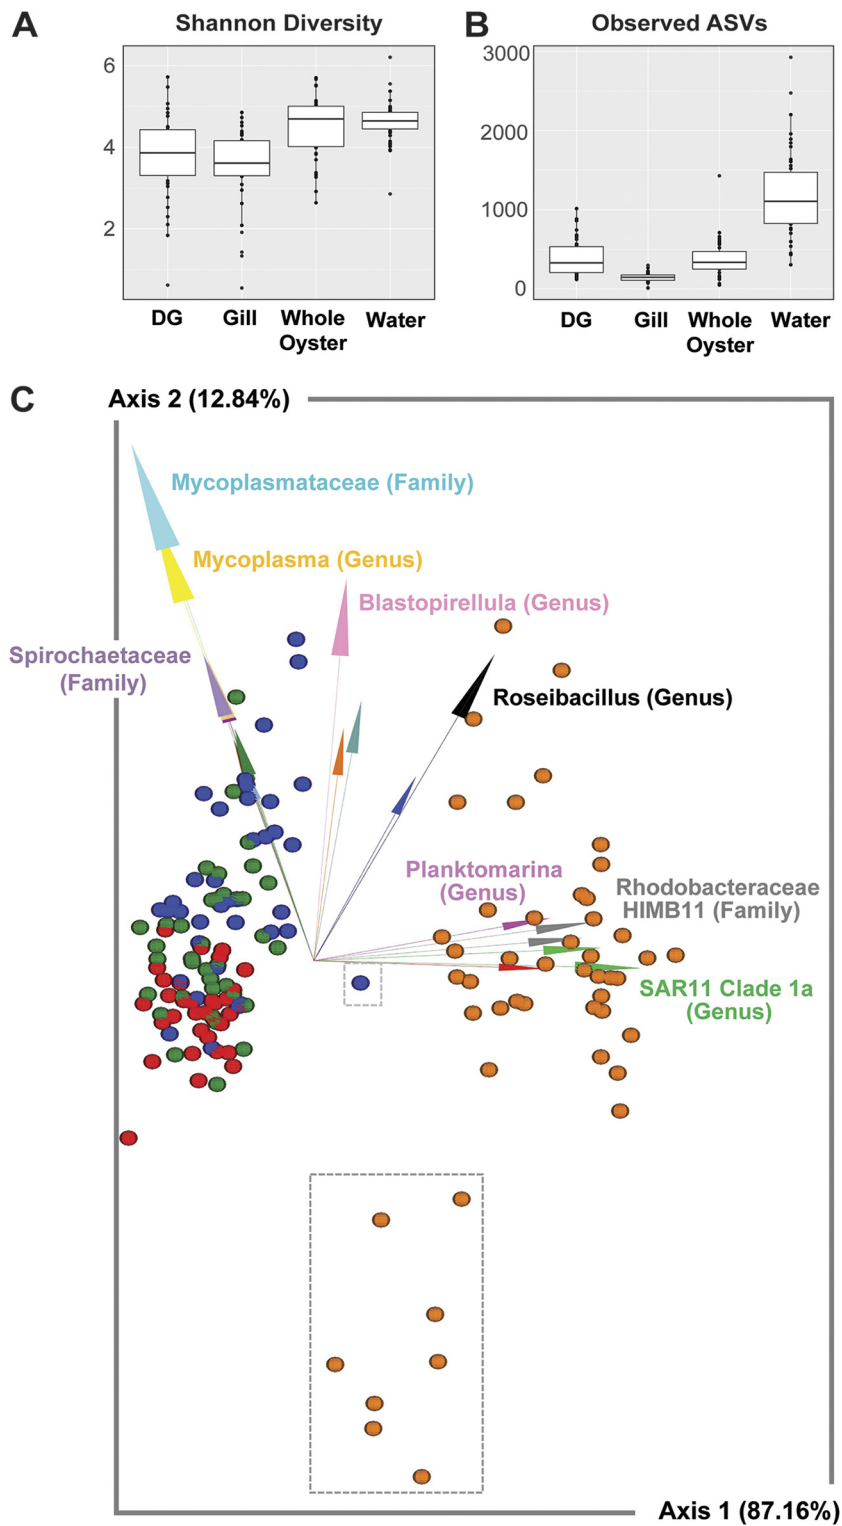 A
Shannon Diversity
6
4
2
DG
Gill
Whole
Oyster
Water
B
Observed ASVs
3000
2000
1000
0
DG
Gill
Whole
Oyster
Water
C
Axis 2 (12.84%)
Mycoplasmataceae (Family)
Mycoplasma (Genus)
Blastopirellula (Genus)
Spirochaetaceae
(Family)
Roseibacillus (Genus)
Planktomarina
(Genus)
Rhodobacteraceae
HIMB11 (Family)
SAR11 Clade 1a
(Genus)
Axis 1 (87.16%)